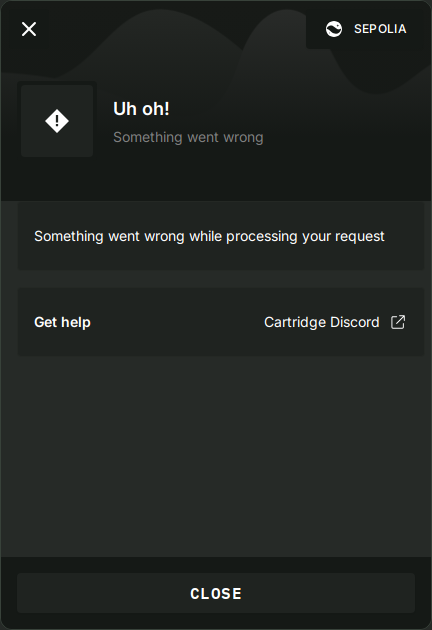 SEPOLIA
Uh oh!
Something went wrong
Something went wrong while processing your request
Get help
Cartridge Discord
CLOSE